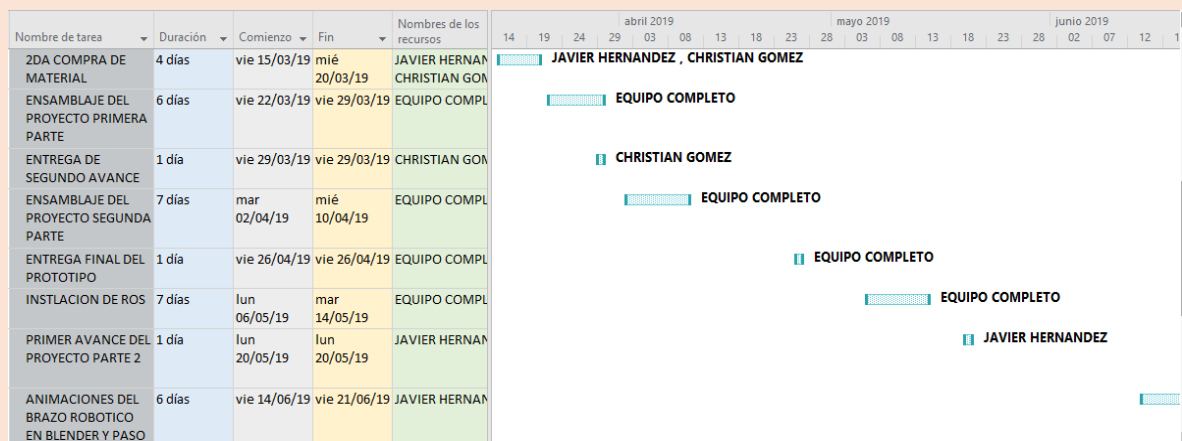 abril 2019 mayo 2019 junio 2019
Nombre de tarea Duración Comienzo Fin Nombres de los recursos 14 19 24 29 03 08 13 18 23 28 03 08 13 18 23 28 02 07 12
2DA COMPRA DE MATERIAL 4 días vie 15/03/19 mié 20/03/19 JAVIER HERNAN CHRISTIAN GOM JAVIER HERNANDEZ , CHRISTIAN GOMEZ
ENSAMBLAJE DEL PROYECTO PRIMERA PARTE 6 días vie 22/03/19 vie 29/03/19 EQUIPO COMPL EQUIPO COMPLETO
ENTREGA DE SEGUNDO AVANCE 1 día vie 29/03/19 vie 29/03/19 CHRISTIAN GOM CHRISTIAN GOMEZ
ENSAMBLAJE DEL PROYECTO SEGUNDA PARTE 7 días mar 02/04/19 mié 10/04/19 EQUIPO COMPL EQUIPO COMPLETO
ENTREGA FINAL DEL PROTOTIPO 1 día vie 26/04/19 vie 26/04/19 EQUIPO COMPL EQUIPO COMPLETO
INSTLACION DE ROS 7 días lun 06/05/19 mar 14/05/19 EQUIPO COMPL EQUIPO COMPLETO
PRIMER AVANCE DEL PROYECTO PARTE 2 1 día lun 20/05/19 lun 20/05/19 JAVIER HERNAN JAVIER HERNANDEZ
ANIMACIONES DEL BRAZO ROBOTICO EN BLENDER Y PASO 6 días vie 14/06/19 vie 21/06/19 JAVIER HERNAN